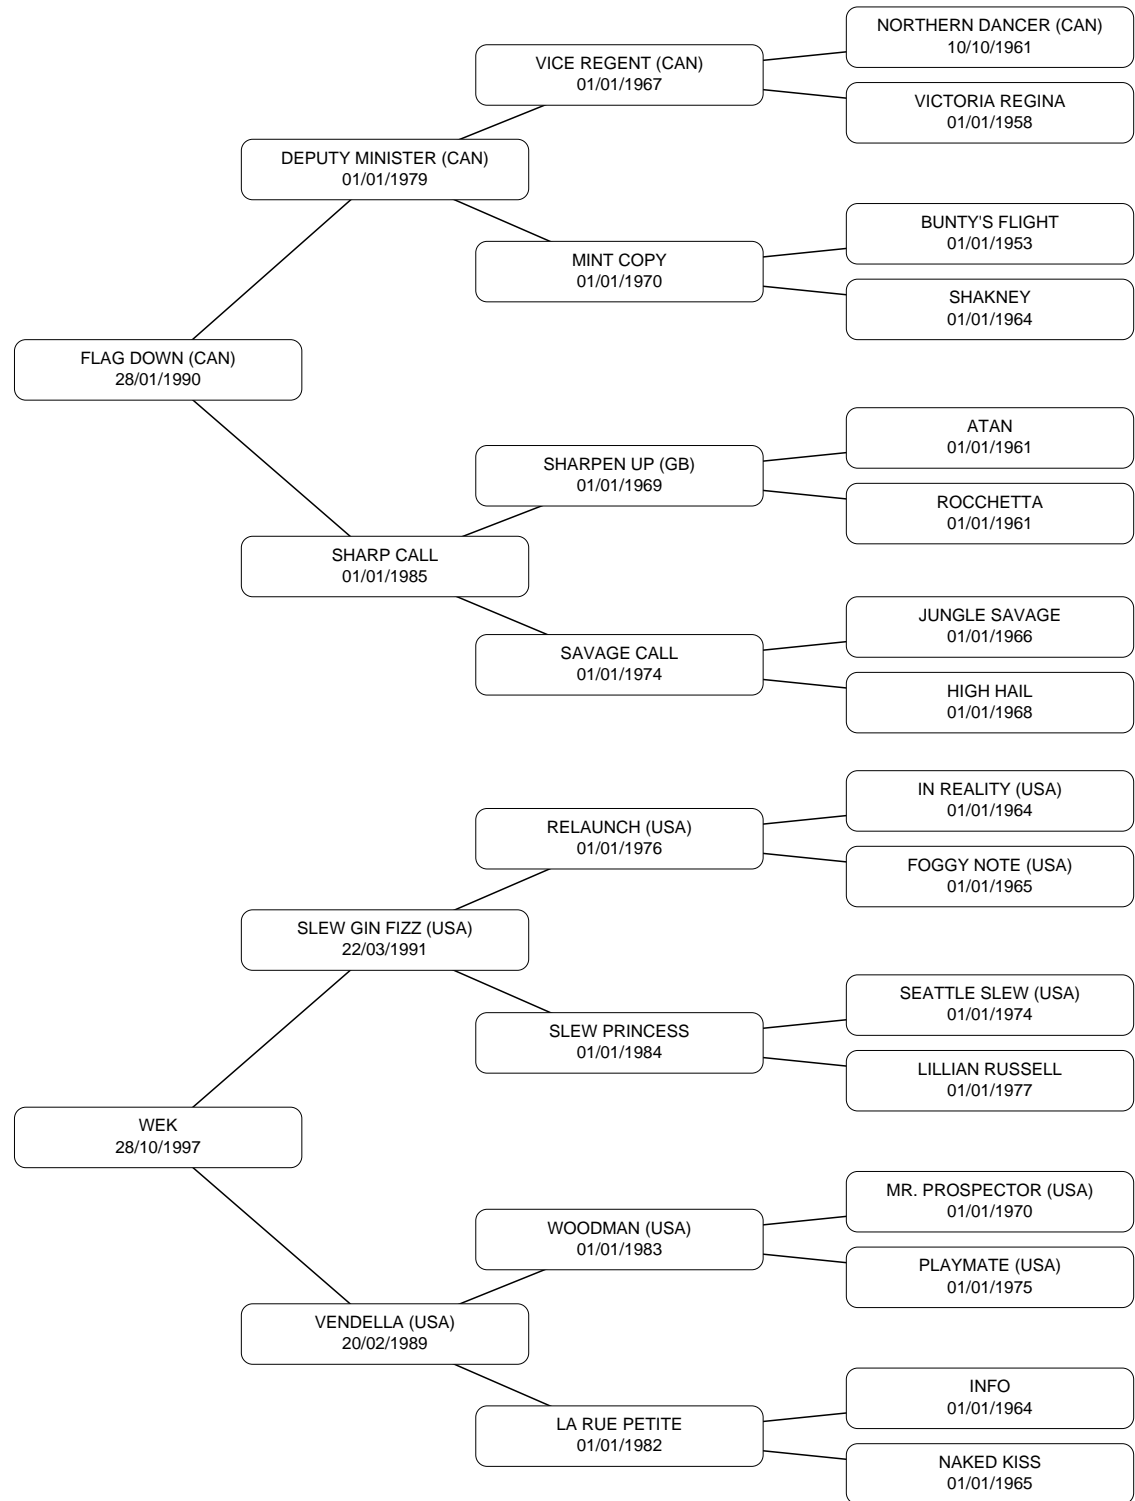 NORTHERN DANCER (CAN)
10/10/1961
VICE REGENT (CAN)
01/01/1967
VICTORIA REGINA
01/01/1958
DEPUTY MINISTER (CAN)
01/01/1979
BUNTY'S FLIGHT
01/01/1953
MINT COPY
01/01/1970
SHAKNEY
01/01/1964
FLAG DOWN (CAN)
28/01/1990
ATAN
01/01/1961
SHARPEN UP (GB)
01/01/1969
ROCCHETTA
01/01/1961
SHARP CALL
01/01/1985
JUNGLE SAVAGE
01/01/1966
SAVAGE CALL
01/01/1974
HIGH HAIL
01/01/1968
IN REALITY (USA)
01/01/1964
RELAUNCH (USA)
01/01/1976
FOGGY NOTE (USA)
01/01/1965
SLEW GIN FIZZ (USA)
22/03/1991
SEATTLE SLEW (USA)
01/01/1974
SLEW PRINCESS
01/01/1984
LILLIAN RUSSELL
01/01/1977
WEK
28/10/1997
MR. PROSPECTOR (USA)
01/01/1970
WOODMAN (USA)
01/01/1983
PLAYMATE (USA)
01/01/1975
VENDELLA (USA)
20/02/1989
INFO
01/01/1964
LA RUE PETITE
01/01/1982
NAKED KISS
01/01/1965